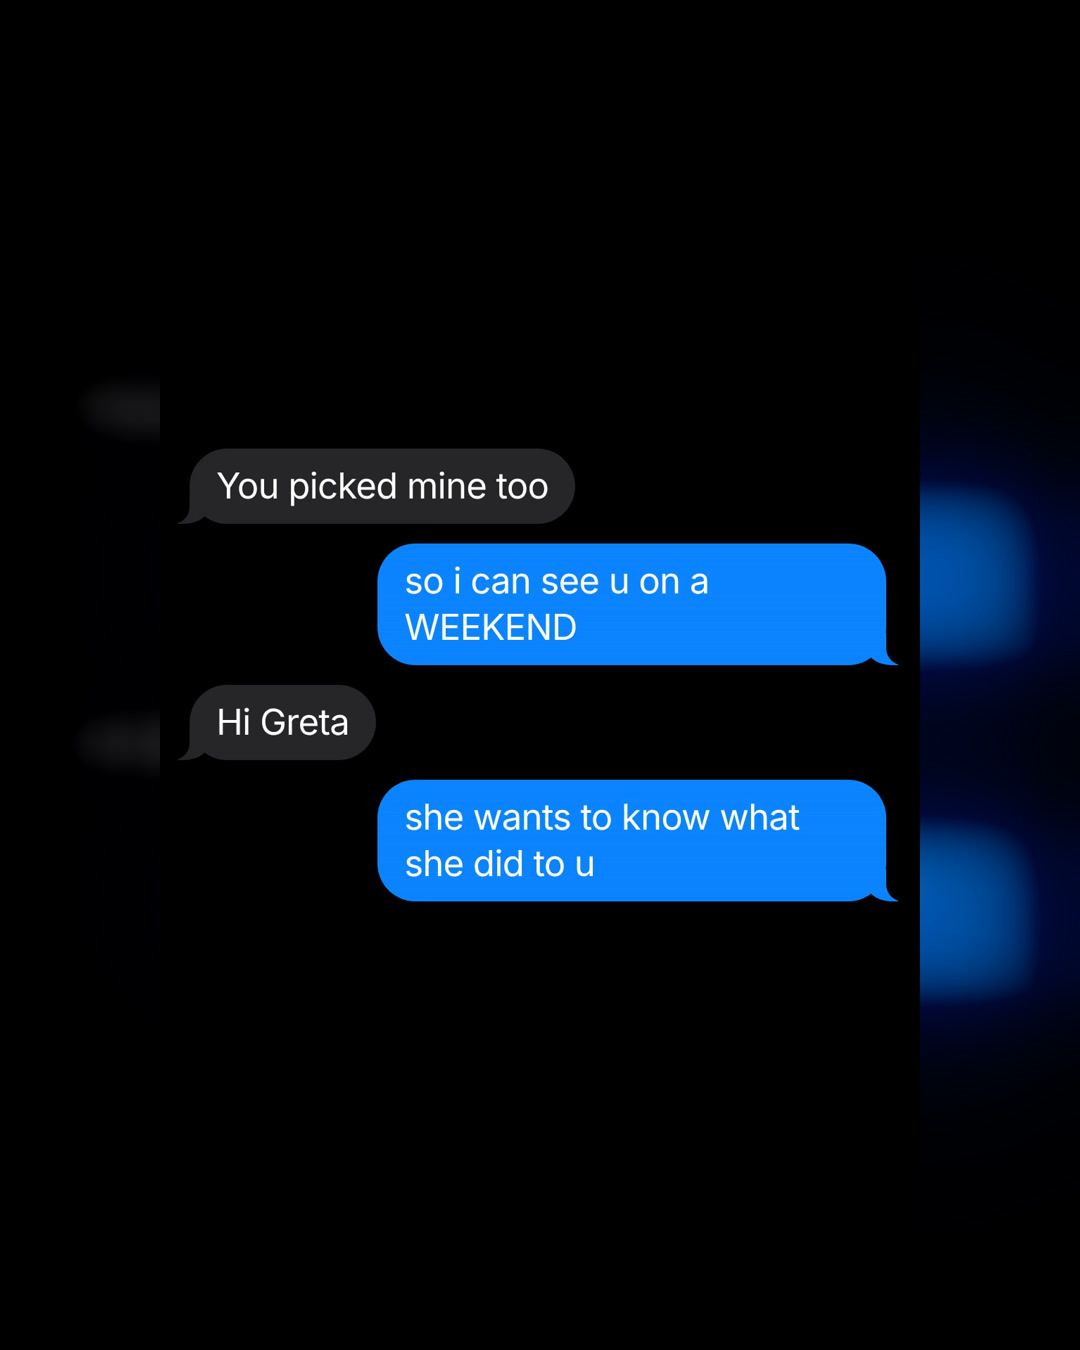 You picked mine too
so i can see u on a
WEEKEND
Hi Greta
she wants to know what
she did to u